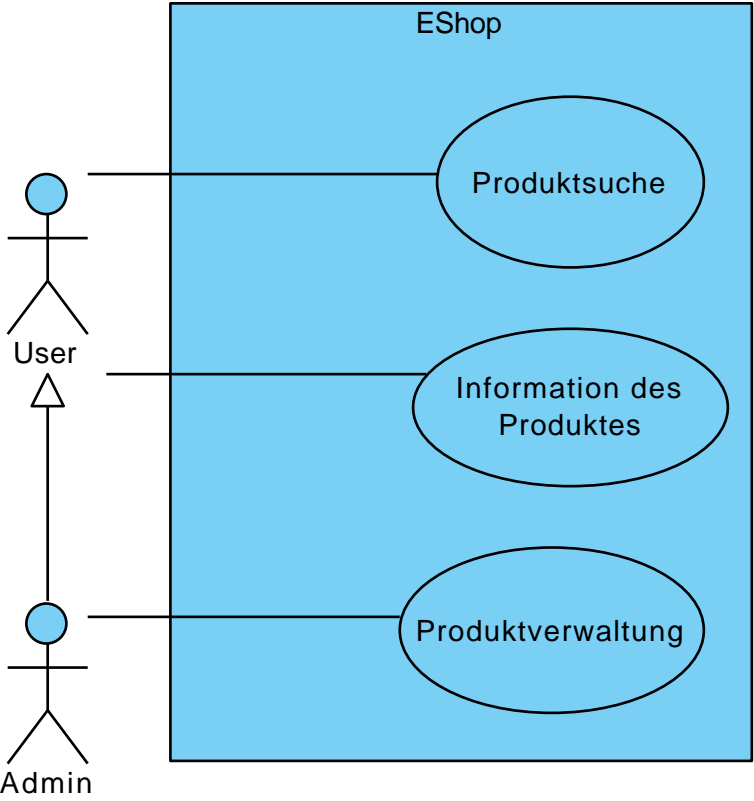 EShop
Produktsuche
User
Information des
Produktes
Produktverwaltung
Admin